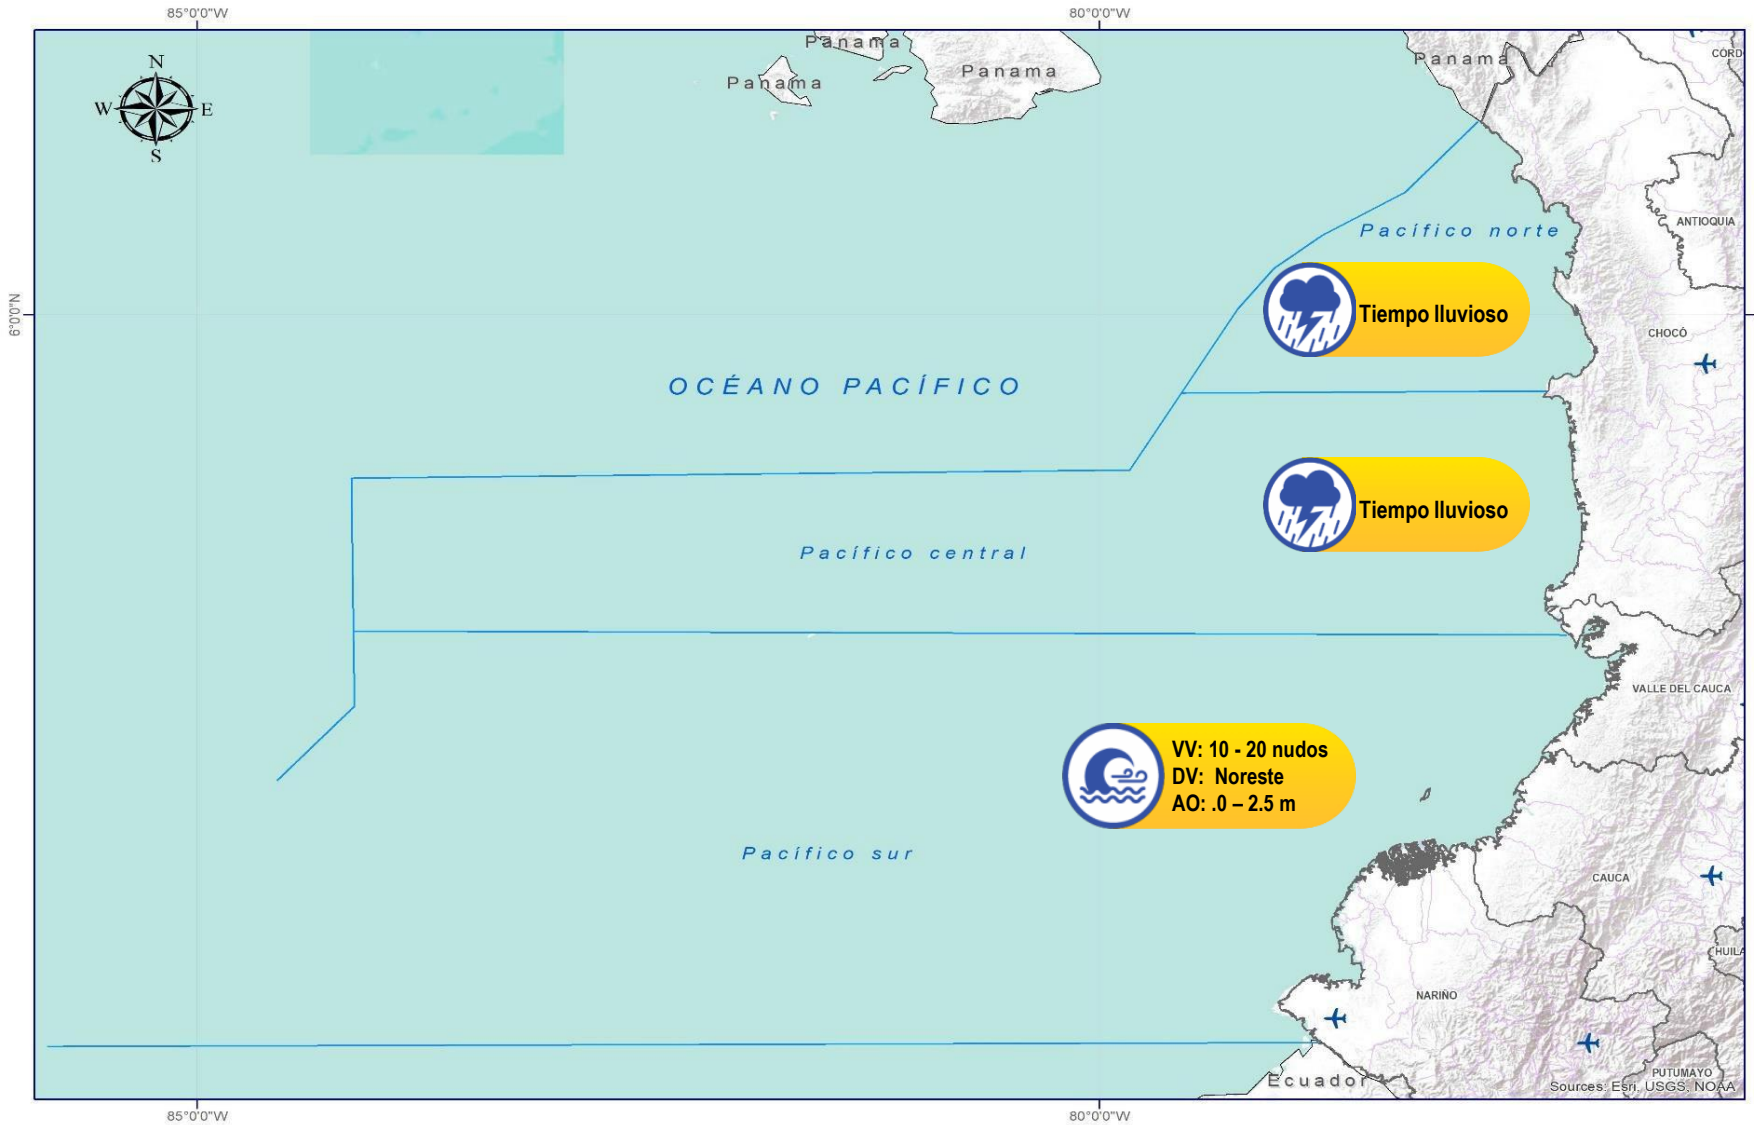 85°0'0"W
80°0'0"W
N
W
E
S
Panama
Panama
Panama
Panama
CÓRD
ANTIOQUIA
Pacífico norte
6°0'0"N
Tiempo lluvioso
CHOCÓ
OCÉANO PACÍFICO
Tiempo lluvioso
Pacífico central
VALLE DEL CAUCA
VV: 10 - 20 nudos
DV: Noreste
AO: .0 – 2.5 m
Pacífico sur
CAUCA
HUILA
NARIÑO
PUTUMAYO
Ecuador
Sources: Esri, USGS, NOAA
85°0'0"W
80°0'0"W